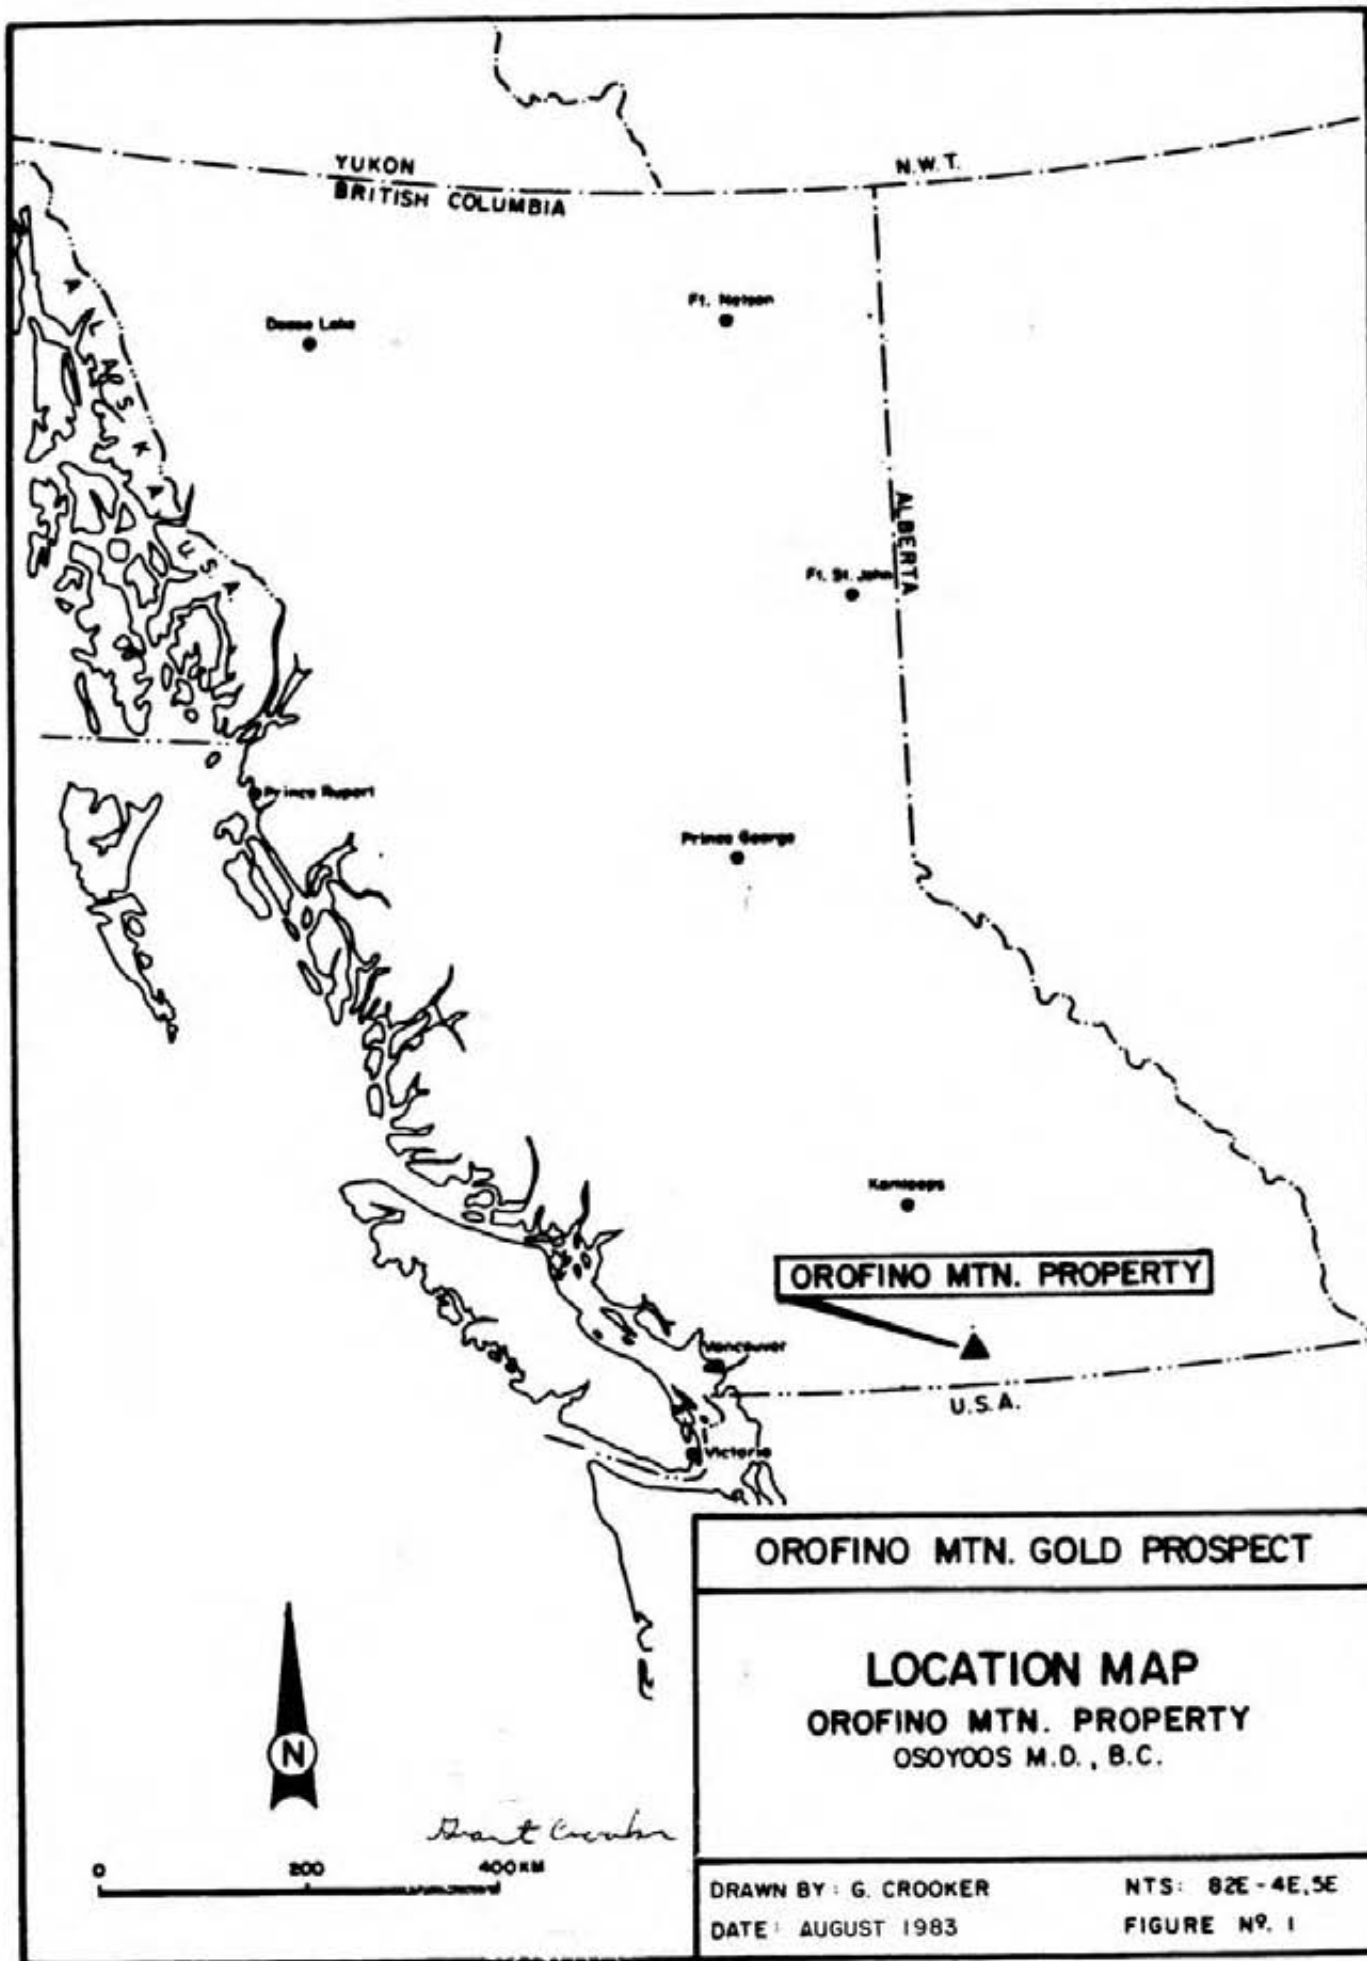 YUKON
N.W.T.
BRITISH COLUMBIA
Ft. Nelson
Dease Lake
ALASKA
ALBERTA
U.S.A.
Ft. St. John
Prince Rupert
Prince George
Kamloops
OROFINO MTN. PROPERTY
Vancouver
U.S.A.
Victoria
OROFINO MTN. GOLD PROSPECT
LOCATION MAP
OROFINO MTN. PROPERTY
OSOYOOS M.D., B.C.
N
Grant Crooker
0 200 400 KM
DRAWN BY: G. CROOKER NTS: 82E-4E,5E
DATE: AUGUST 1983 FIGURE Nº. 1